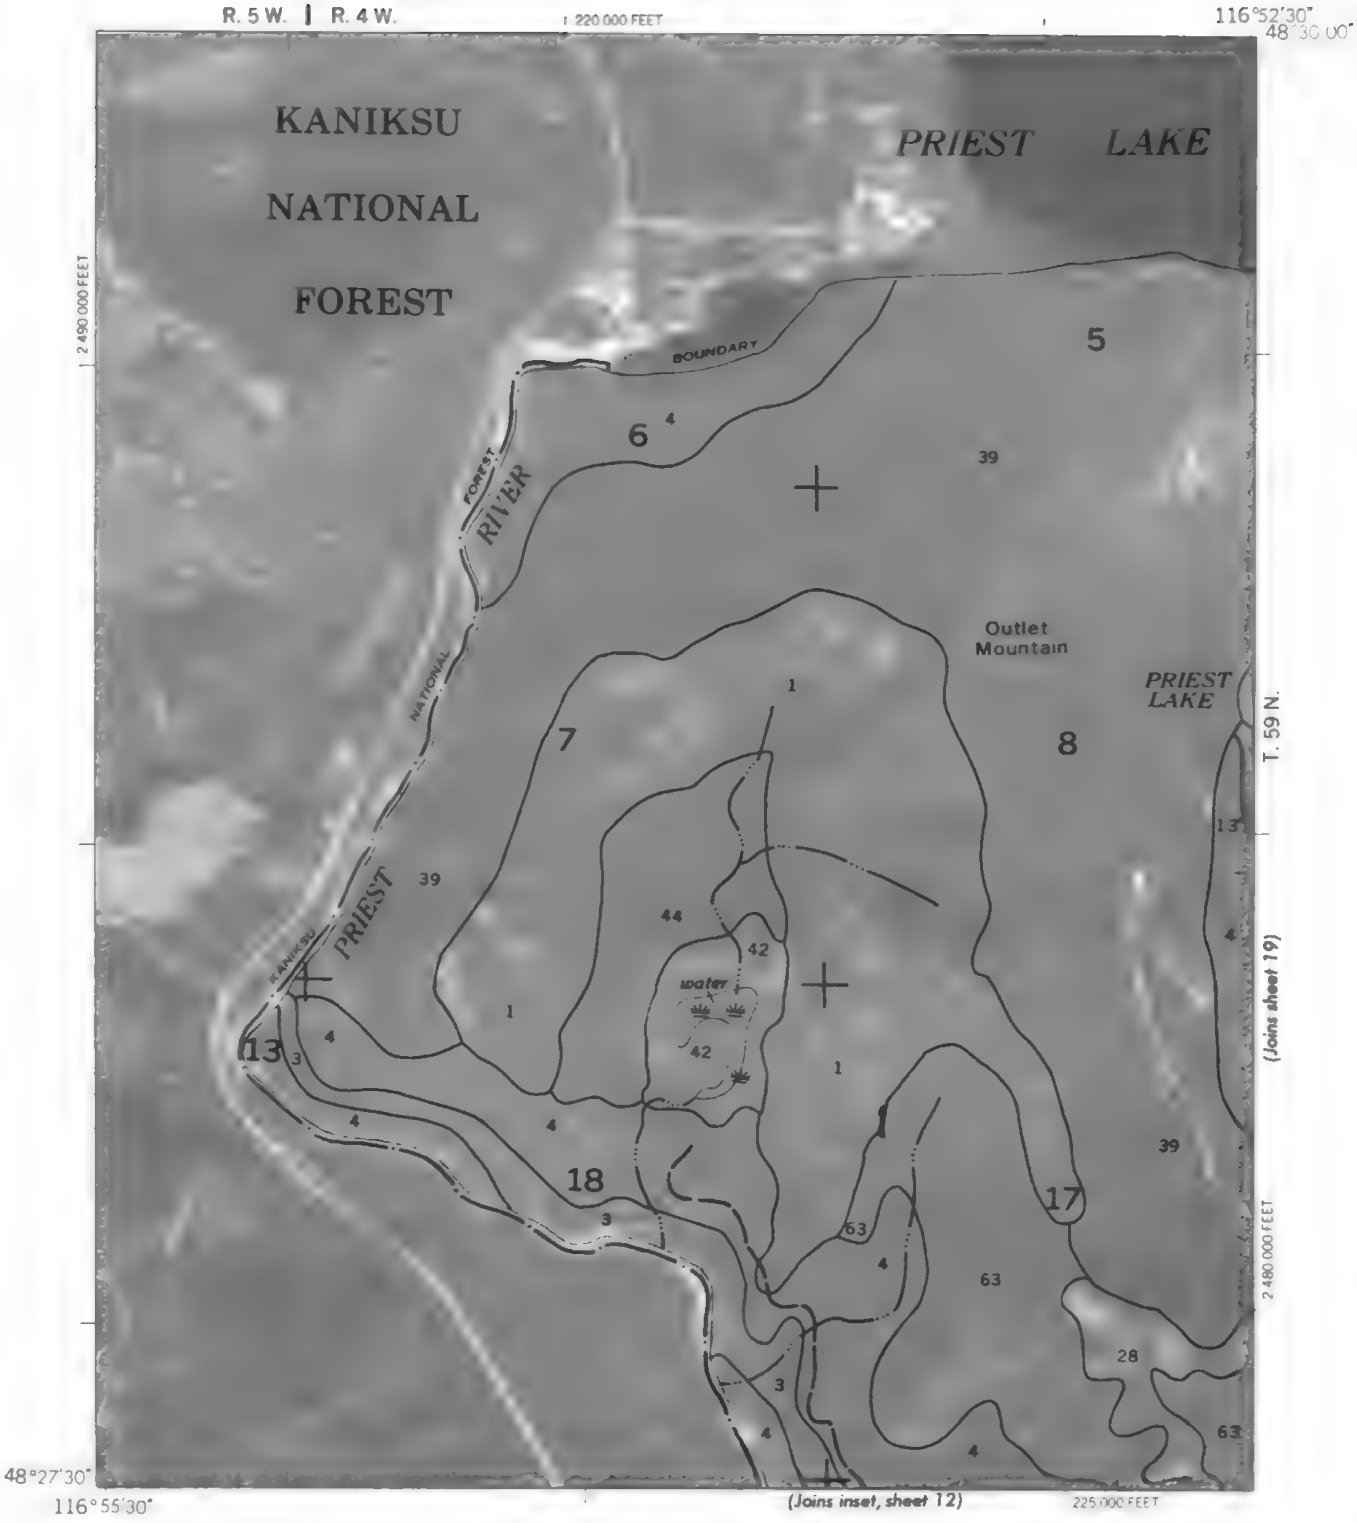 R. 5 W. | R. 4 W.
220 000 FEET
116°52'30"
48°30'00"
KANIKSU
NATIONAL
FOREST
PRIEST LAKE
2 490 000 FEET
5
BOUNDARY
6
4
39
FOREST
RIVER
Outlet
Mountain
NATIONAL
1
PRIEST
LAKE
7
8
T. 59 N.
13
39
PRIEST
44
4
KANIKSU
42
water
(Joins sheet 19)
1
4
13
3
42
1
4
4
39
18
17
3
63
4
63
2 480 000 FEET
28
3
4
63
4
48°27'30"
116°55'30"
(Joins inset, sheet 12)
225 000 FEET